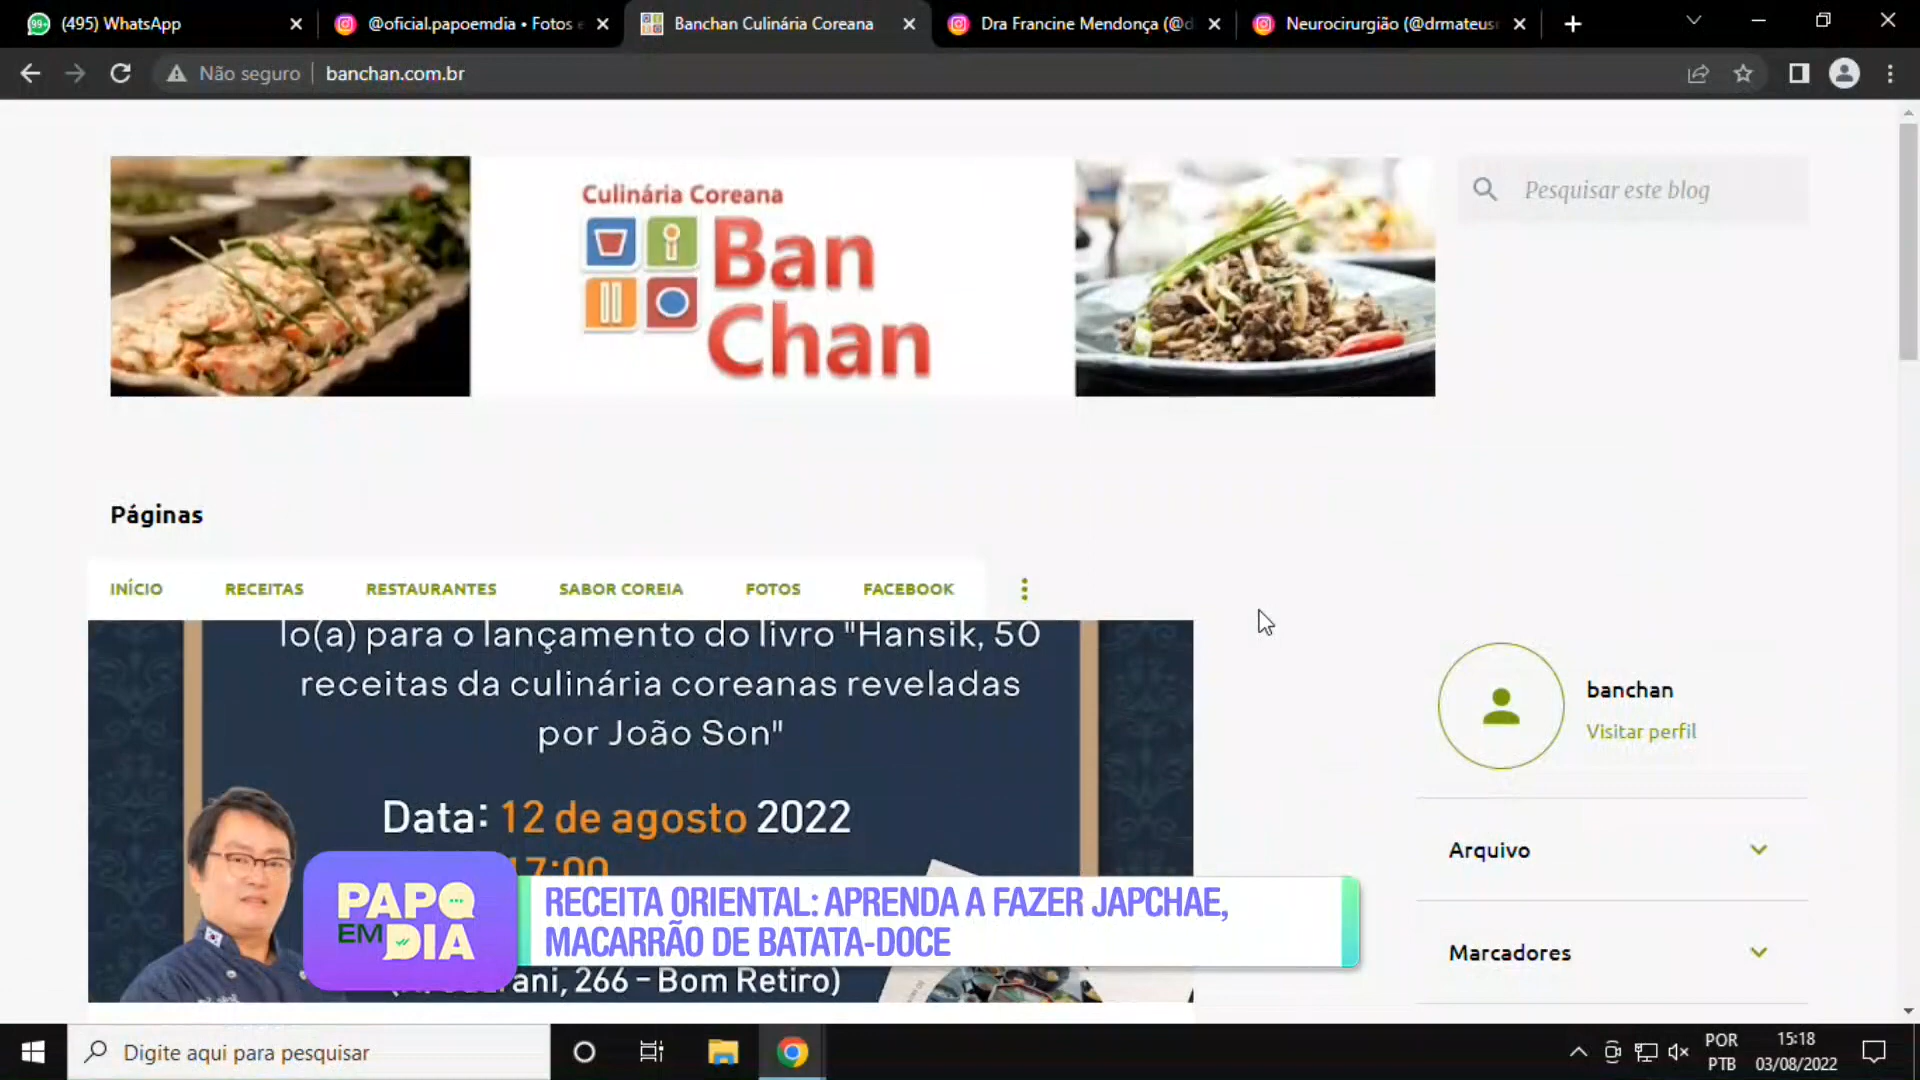 (495) WhatsApp
@oficial.papoemdia • Fotos e
Banchan Culinária Coreana
Dra Francine Mendonça (@d
Neurocirurgião (@drmateus
Não seguro
banchan.com.br
Culinária Coreana
Ban
Chan
Pesquisar este blog
Páginas
INÍCIO
RECEITAS
RESTAURANTES
SABOR COREIA
FOTOS
FACEBOOK
lo(a) para o lançamento do livro "Hansik, 50
receitas da culinária coreanas reveladas
por João Son"
Data: 12 de agosto 2022
17:00
banchan
Visitar perfil
Arquivo
Marcadores
PAPO
EM DIA
RECEITA ORIENTAL: APRENDA A FAZER JAPCHAE,
MACARRÃO DE BATATA-DOCE
rani, 266 – Bom Retiro)
Digite aqui para pesquisar
POR
PTB
15:18
03/08/2022